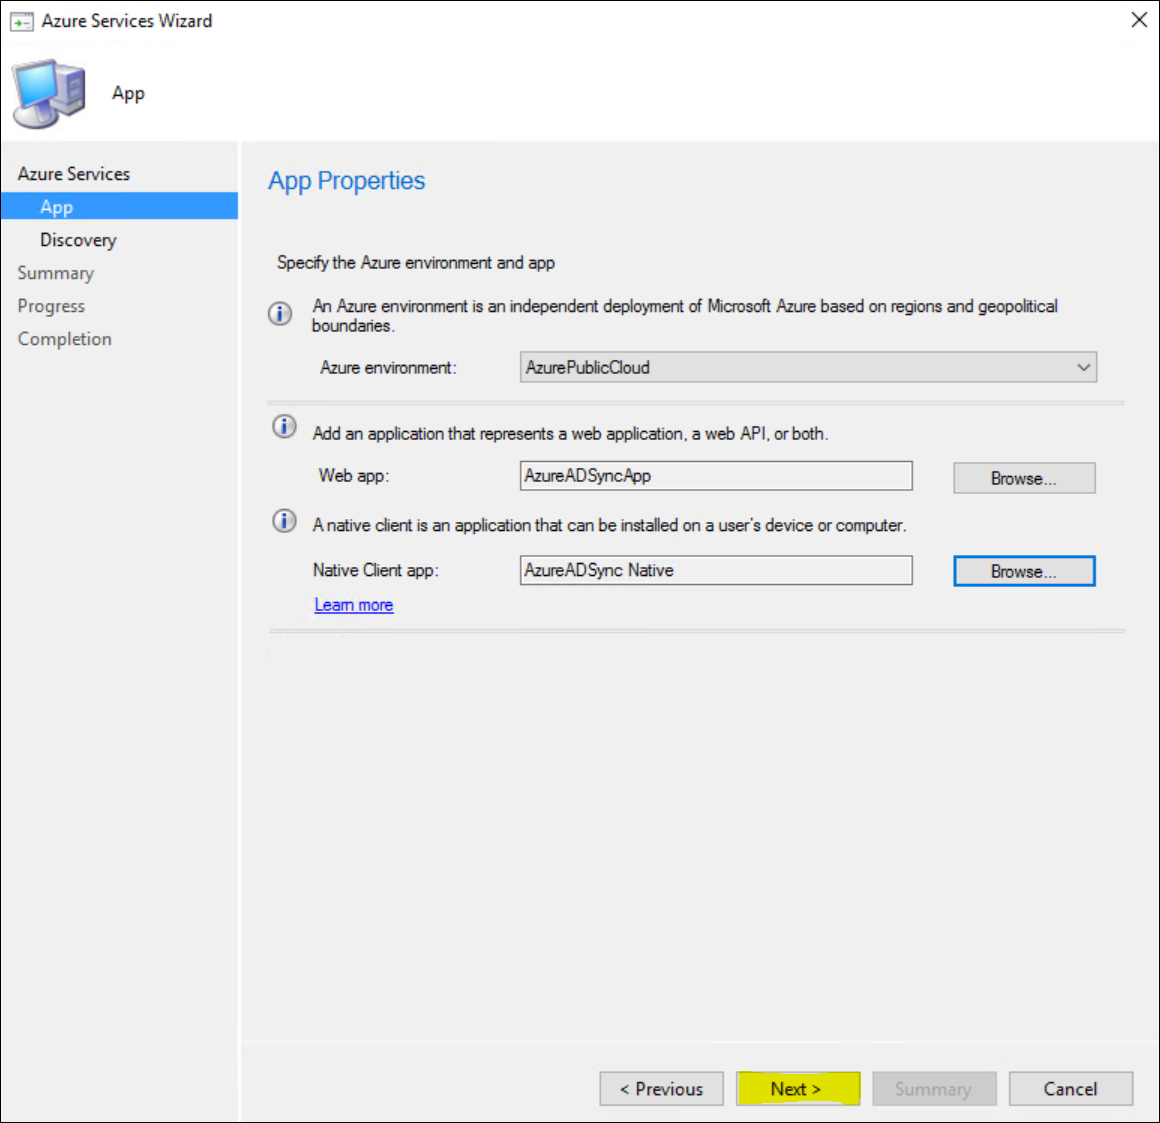 Azure Services Wizard
App
Azure Services
App
Discovery
Summary
Progress
Completion
App Properties
Specify the Azure environment and app
An Azure environment is an independent deployment of Microsoft Azure based on regions and geopolitical
boundaries.
Azure environment: AzurePublicCloud
Add an application that represents a web application, a web API, or both.
Web app: AzureADSyncApp Browse...
A native client is an application that can be installed on a user's device or computer.
Native Client app: AzureADSync Native Browse...
Learn more
< Previous Next > Summary Cancel